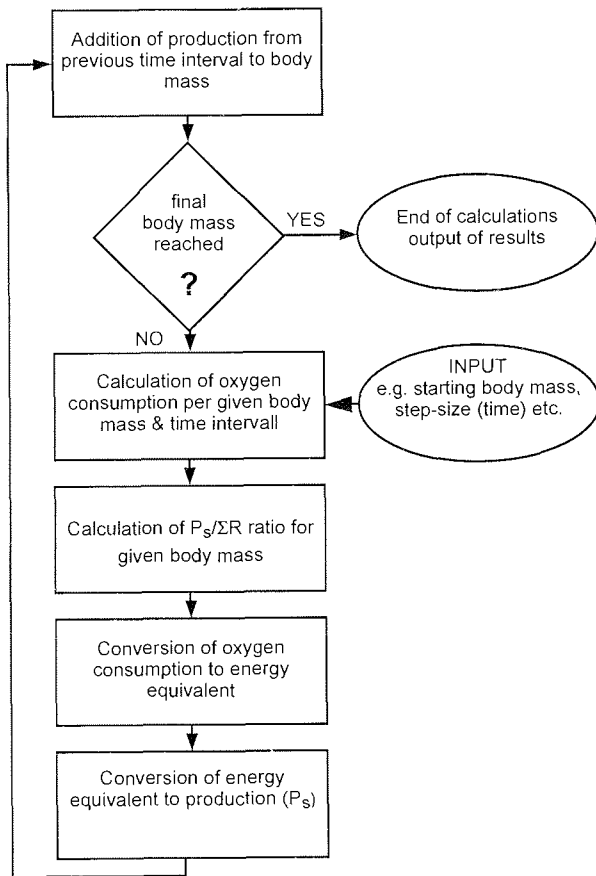 Addition of production from
previous time interval to body
mass
final
body mass
reached
?
YES
End of calculations
output of results
NO
Calculation of oxygen
consumption per given body
mass & time intervall
INPUT
e.g. starting body mass,
step-size (time) etc.
Calculation of Ps/ΣR ratio for
given body mass
Conversion of oxygen
consumption to energy
equivalent
Conversion of energy
equivalent to production (Ps)